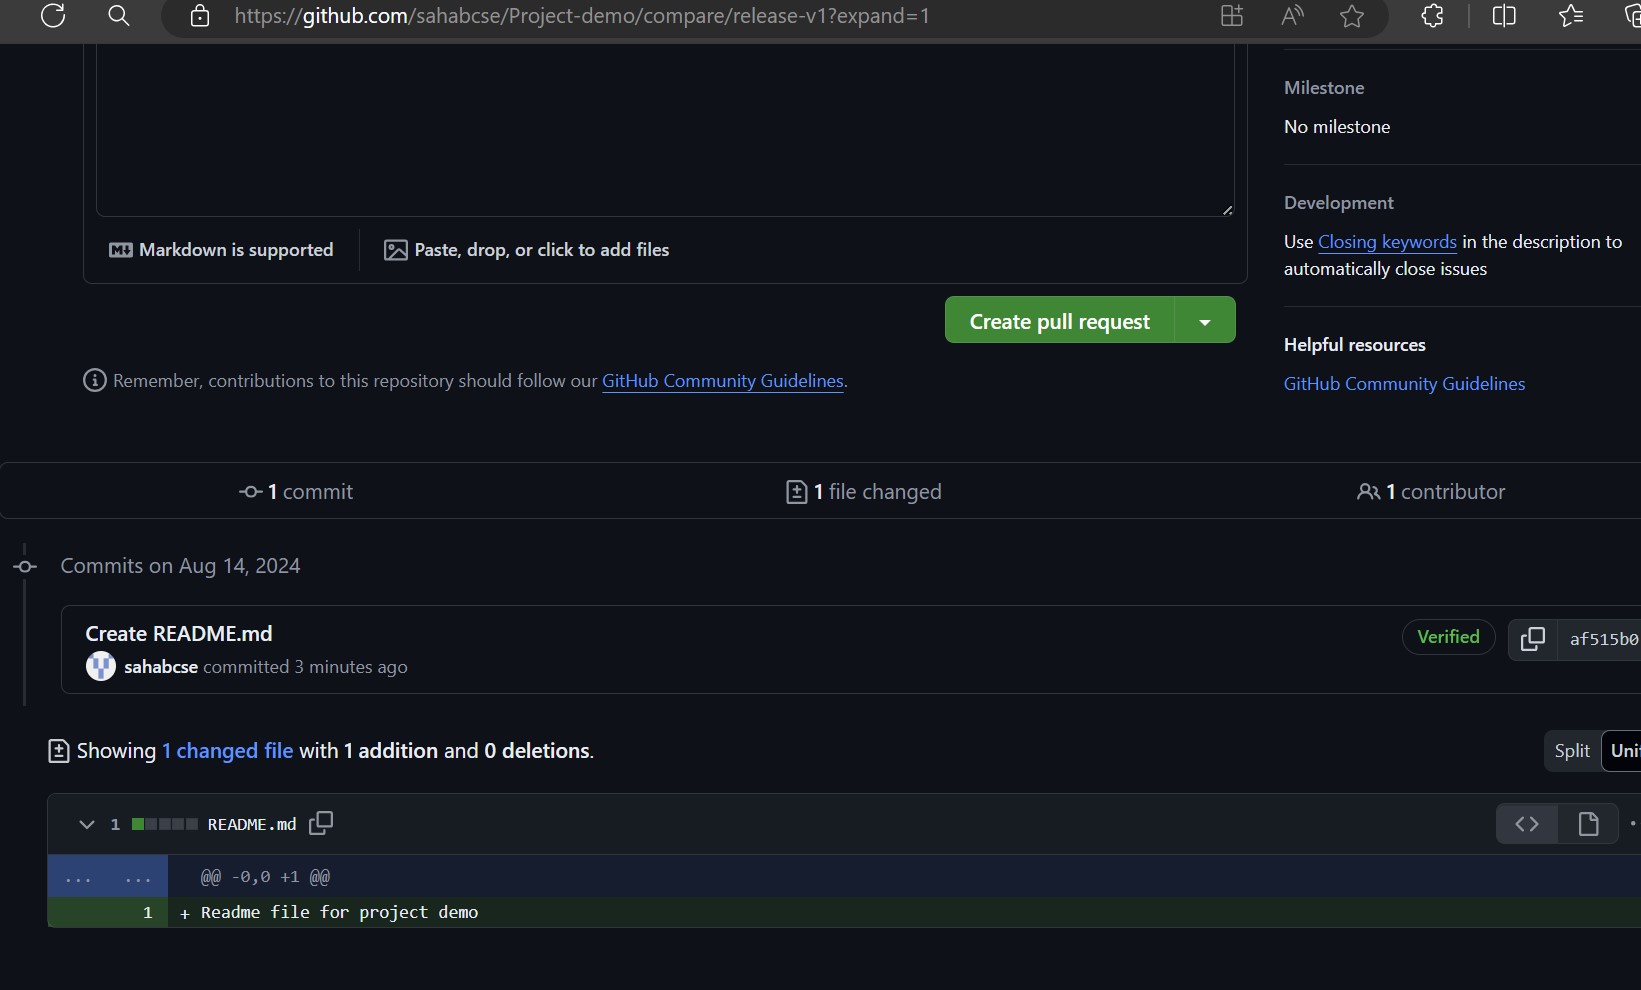 https://github.com/sahabcse/Project-demo/compare/release-v1?expand=1
Milestone
No milestone
Development
Use Closing keywords in the description to
automatically close issues
Markdown is supported
Paste, drop, or click to add files
Create pull request
Helpful resources
GitHub Community Guidelines
Remember, contributions to this repository should follow our GitHub Community Guidelines.
1 commit
1 file changed
1 contributor
Commits on Aug 14, 2024
Create README.md
sahabcse committed 3 minutes ago
Verified
af515b0
Showing 1 changed file with 1 addition and 0 deletions.
Split
1 README.md
... ... @@ -0,0 +1 @@
1 + Readme file for project demo